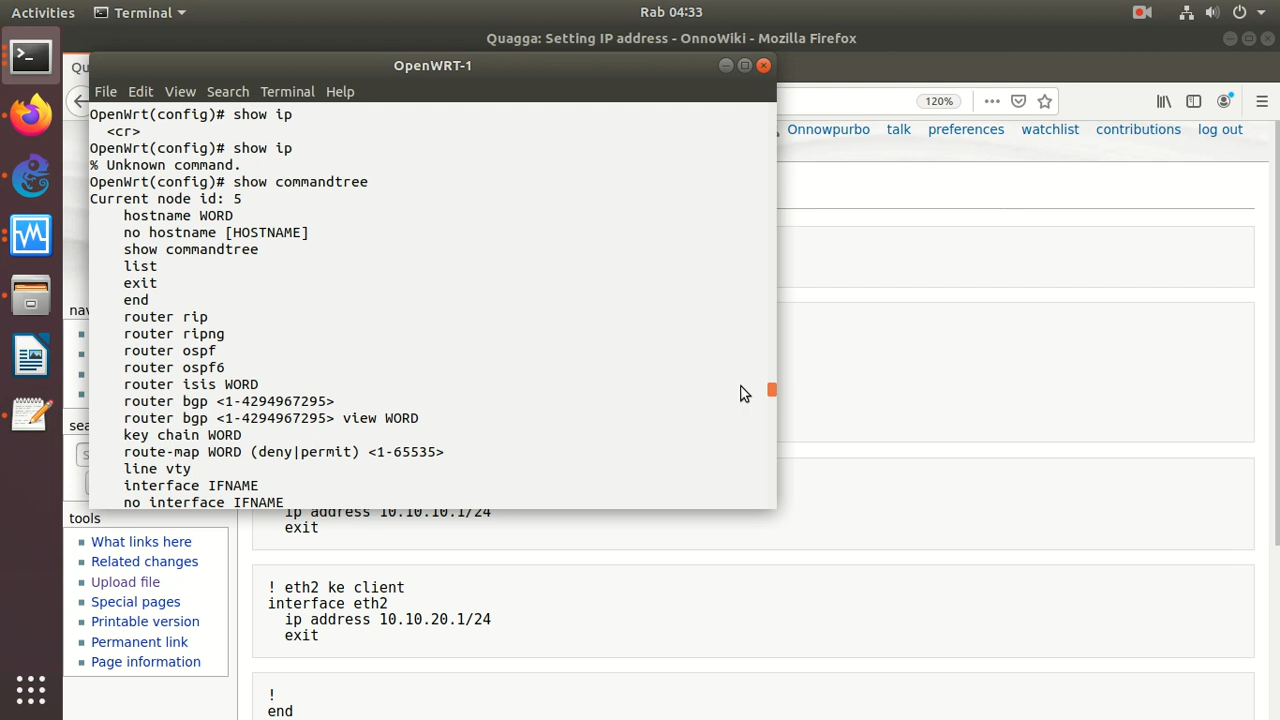 Activities
Terminal
Rab 04:33
Quagga: Setting IP address - OnnoWiki - Mozilla Firefox
Qu
OpenWRT-1
File Edit View Search Terminal Help
120%
Onnowpurbo talk preferences watchlist contributions log out
OpenWrt(config)# show ip
<cr>
OpenWrt(config)# show ip
% Unknown command.
OpenWrt(config)# show commandtree
Current node id: 5
hostname WORD
no hostname [HOSTNAME]
show commandtree
list
exit
end
router rip
router ripng
router ospf
router ospf6
router isis WORD
router bgp <1-4294967295>
router bgp <1-4294967295> view WORD
key chain WORD
route-map WORD (deny|permit) <1-65535>
line vty
interface IFNAME
no interface IFNAME
nav
sea
S
tools
What links here
Related changes
Upload file
Special pages
Printable version
Permanent link
Page information
ip address 10.10.10.1/24
exit
! eth2 ke client
interface eth2
ip address 10.10.20.1/24
exit
!
end